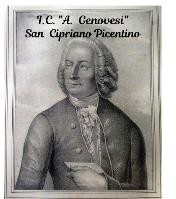 I.C. "A. Genovesi"
San Cipriano Picentino